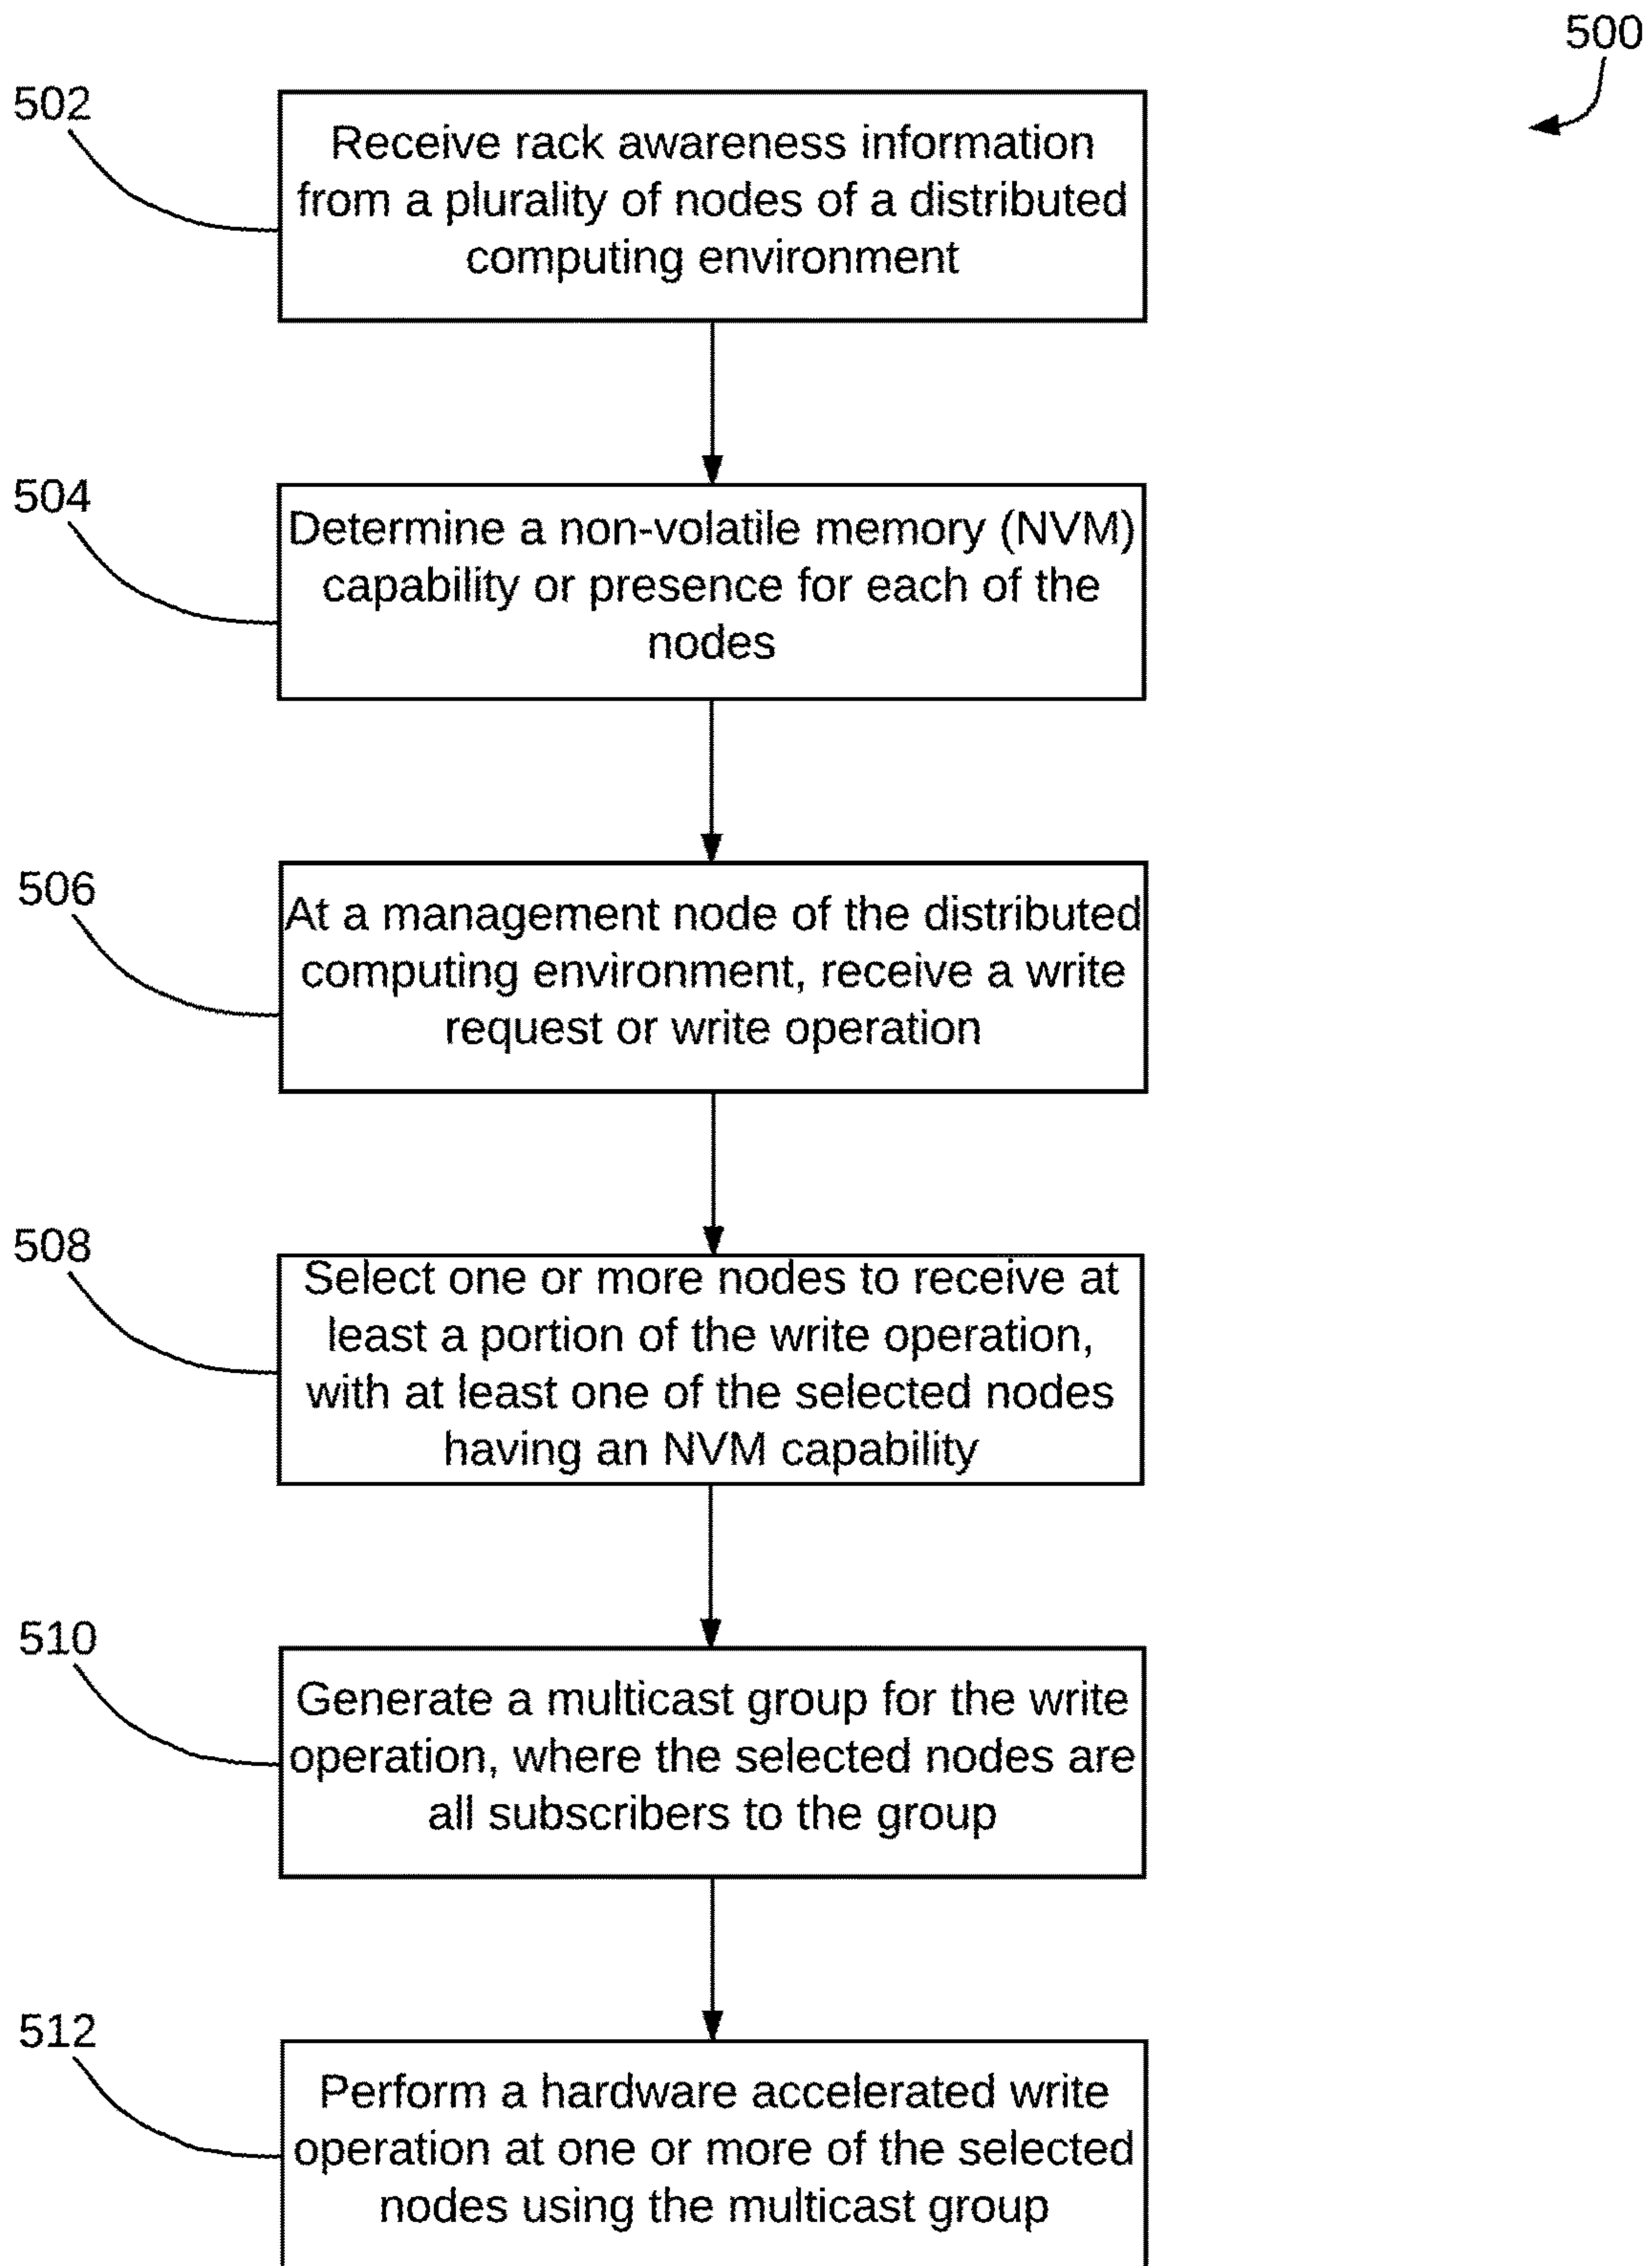 500
502
Receive rack awareness information
from a plurality of nodes of a distributed
computing environment
504
Determine a non-volatile memory (NVM)
capability or presence for each of the
nodes
506
At a management node of the distributed
computing environment, receive a write
request or write operation
508
Select one or more nodes to receive at
least a portion of the write operation,
with at least one of the selected nodes
having an NVM capability
510
Generate a multicast group for the write
operation, where the selected nodes are
all subscribers to the group
512
Perform a hardware accelerated write
operation at one or more of the selected
nodes using the multicast group